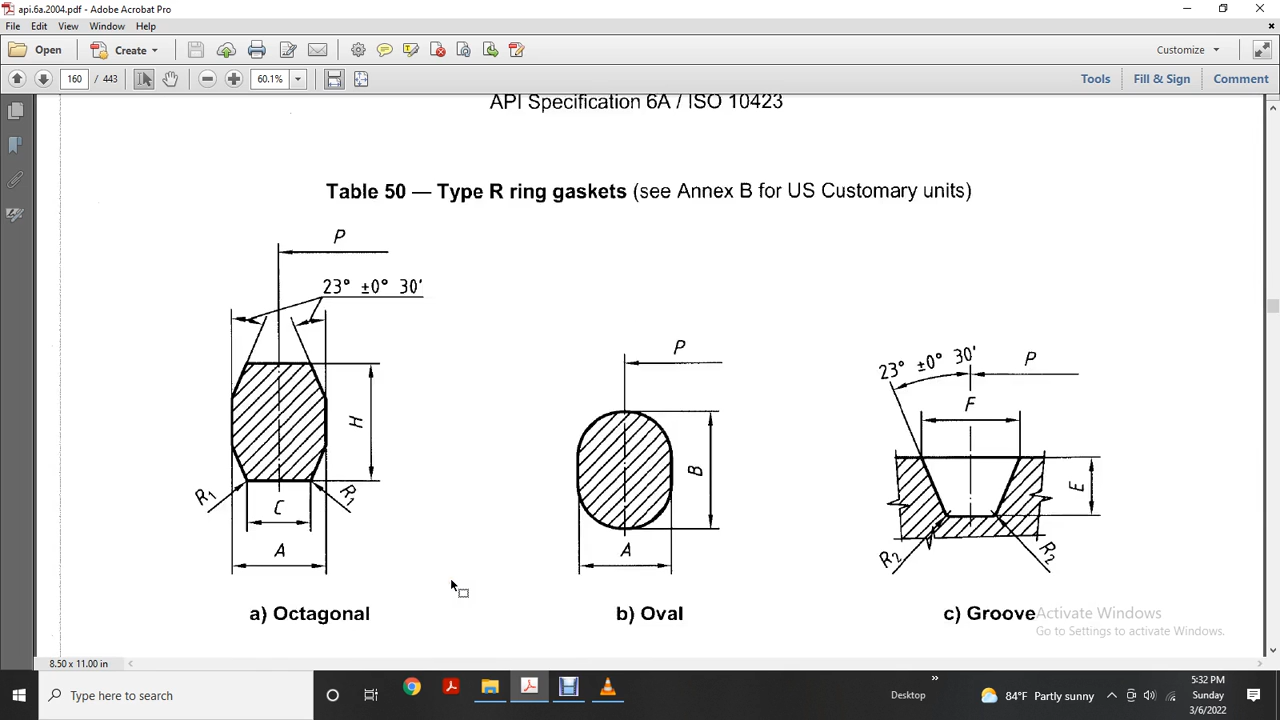 api.6a.2004.pdf - Adobe Acrobat Pro
File Edit View Window Help
Open Create Customize
160 / 443 60.1% Tools Fill & Sign Comment
API Specification 6A / ISO 10423
Table 50 — Type R ring gaskets (see Annex B for US Customary units)
P
23° ±0° 30'
H
R1
R1
C
A
a) Octagonal
P
B
A
b) Oval
23° ±0° 30'
P
F
E
R2
R2
c) Groove
Activate Windows
Go to Settings to activate Windows.
8.50 x 11.00 in
Type here to search
Desktop
84°F Partly sunny
5:32 PM
Sunday
3/6/2022